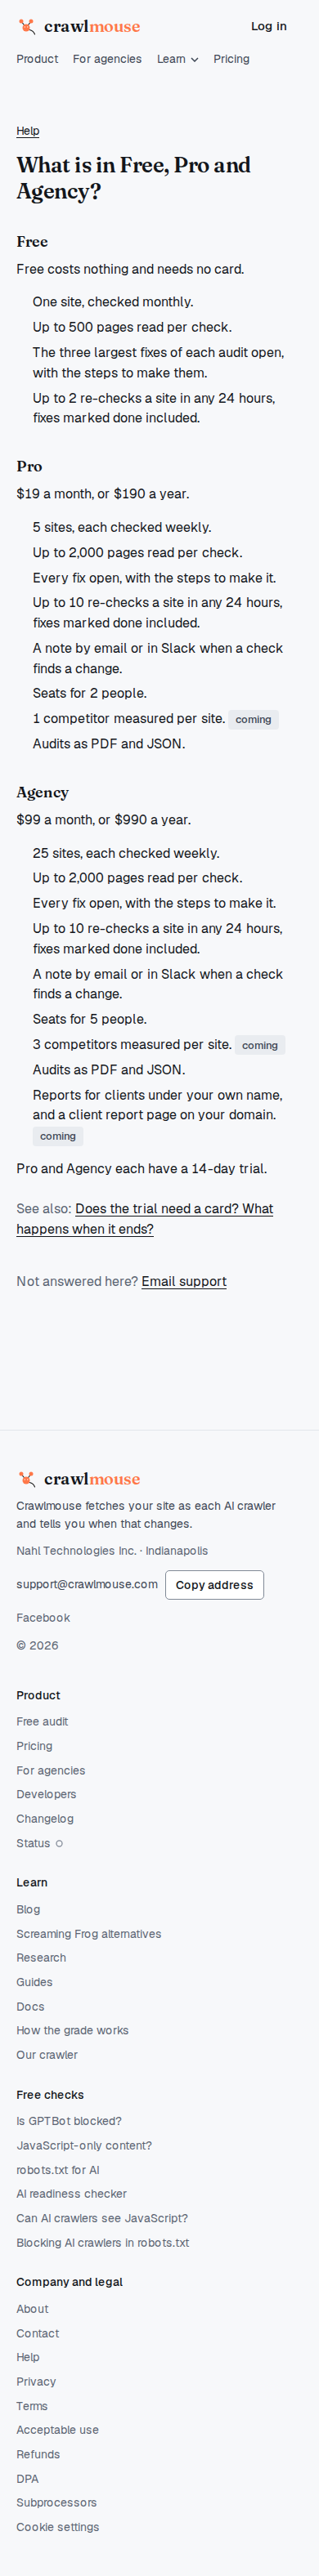 crawlmouse
Log in
Product For agencies Learn Pricing
Help
What is in Free, Pro and
Agency?
Free
Free costs nothing and needs no card.
One site, checked monthly.
Up to 500 pages read per check.
The three largest fixes of each audit open,
with the steps to make them.
Up to 2 re-checks a site in any 24 hours,
fixes marked done included.
Pro
$19 a month, or $190 a year.
5 sites, each checked weekly.
Up to 2,000 pages read per check.
Every fix open, with the steps to make it.
Up to 10 re-checks a site in any 24 hours,
fixes marked done included.
A note by email or in Slack when a check
finds a change.
Seats for 2 people.
1 competitor measured per site. coming
Audits as PDF and JSON.
Agency
$99 a month, or $990 a year.
25 sites, each checked weekly.
Up to 2,000 pages read per check.
Every fix open, with the steps to make it.
Up to 10 re-checks a site in any 24 hours,
fixes marked done included.
A note by email or in Slack when a check
finds a change.
Seats for 5 people.
3 competitors measured per site. coming
Audits as PDF and JSON.
Reports for clients under your own name,
and a client report page on your domain.
coming
Pro and Agency each have a 14-day trial.
See also: Does the trial need a card? What
happens when it ends?
Not answered here? Email support
crawlmouse
Crawlmouse fetches your site as each AI crawler
and tells you when that changes.
Nahl Technologies Inc. · Indianapolis
support@crawlmouse.com Copy address
Facebook
© 2026
Product
Free audit
Pricing
For agencies
Developers
Changelog
Status
Learn
Blog
Screaming Frog alternatives
Research
Guides
Docs
How the grade works
Our crawler
Free checks
Is GPTBot blocked?
JavaScript-only content?
robots.txt for AI
AI readiness checker
Can AI crawlers see JavaScript?
Blocking AI crawlers in robots.txt
Company and legal
About
Contact
Help
Privacy
Terms
Acceptable use
Refunds
DPA
Subprocessors
Cookie settings